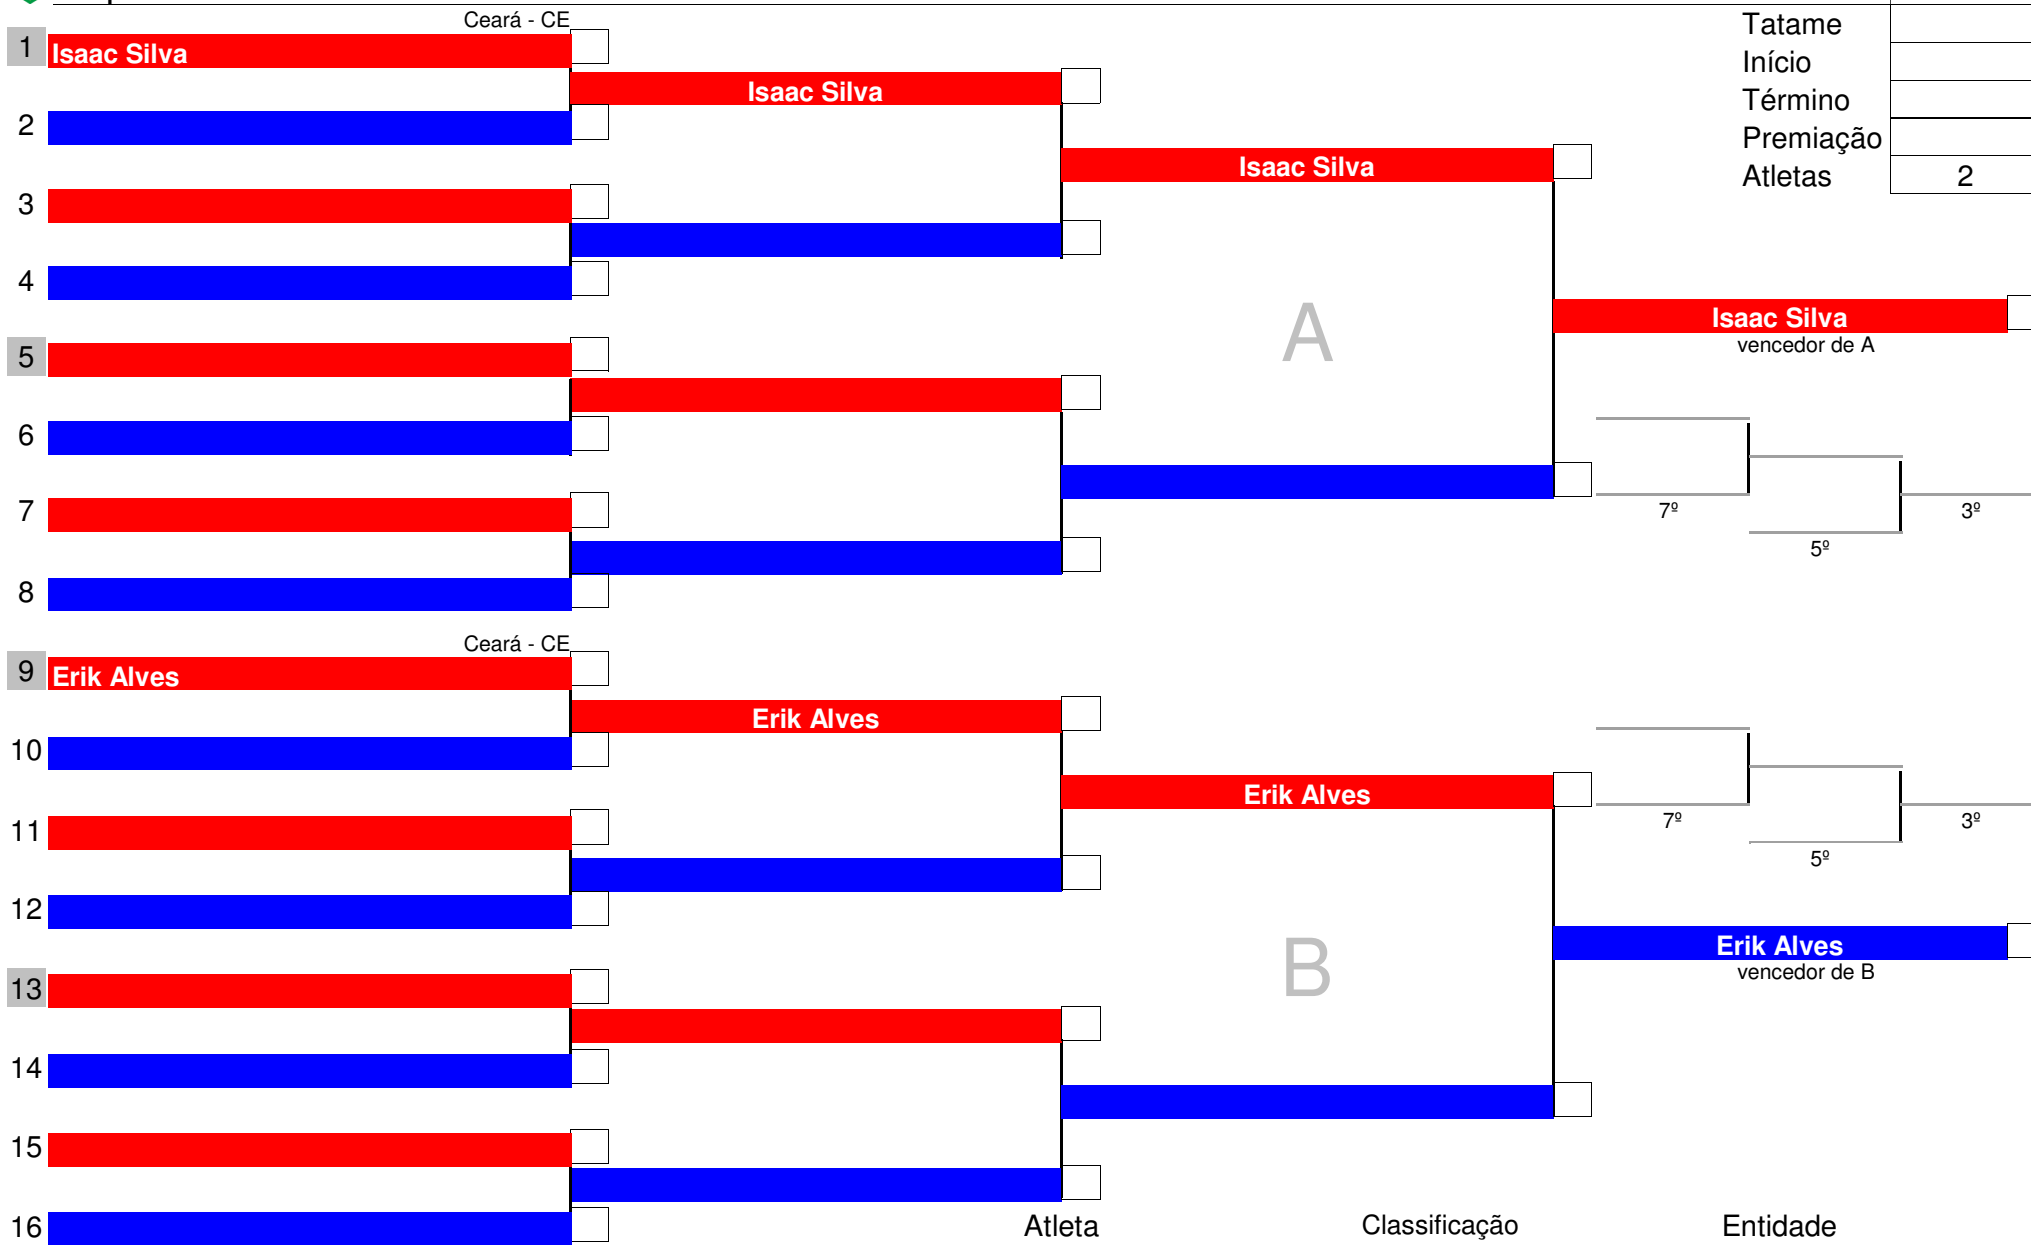 Ceará - CE
Tatame
1 Isaac Silva
Início
Isaac Silva
Término
2
Premiação
Isaac Silva
Atletas 2
3
4
A
Isaac Silva
vencedor de A
5
6
7
7º 3º
5º
8
Ceará - CE
9 Erik Alves
Erik Alves
10
Erik Alves
11
7º 3º
5º
12
B
Erik Alves
vencedor de B
13
14
15
16
Atleta Classificação Entidade